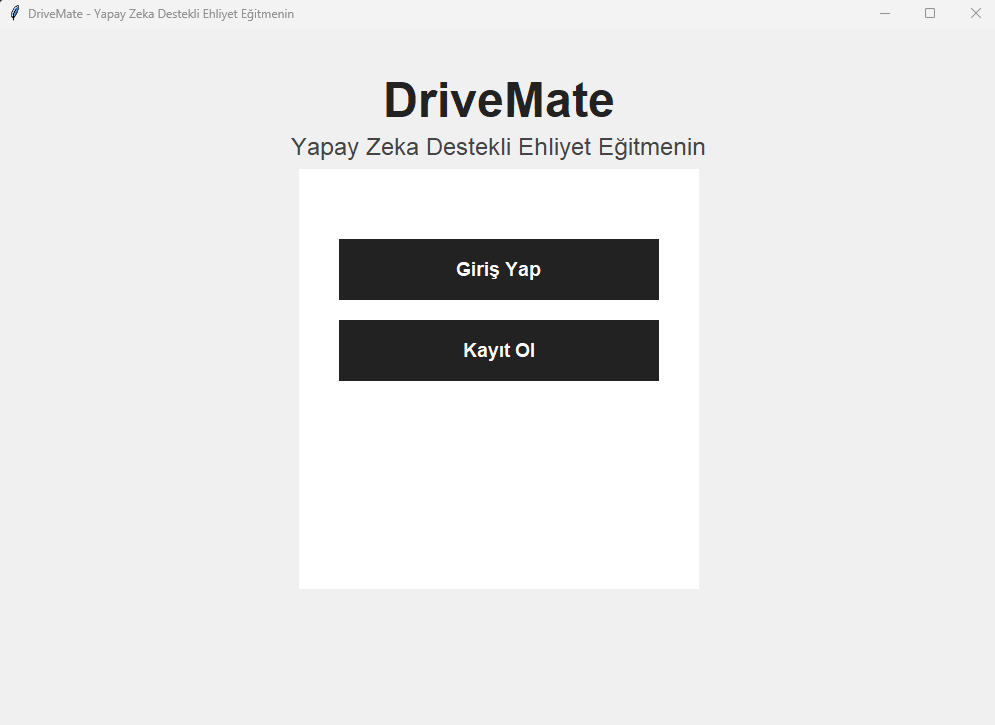 DriveMate - Yapay Zeka Destekli Ehliyet Eğitmenin
DriveMate
Yapay Zeka Destekli Ehliyet Eğitmenin
Giriş Yap
Kayıt Ol